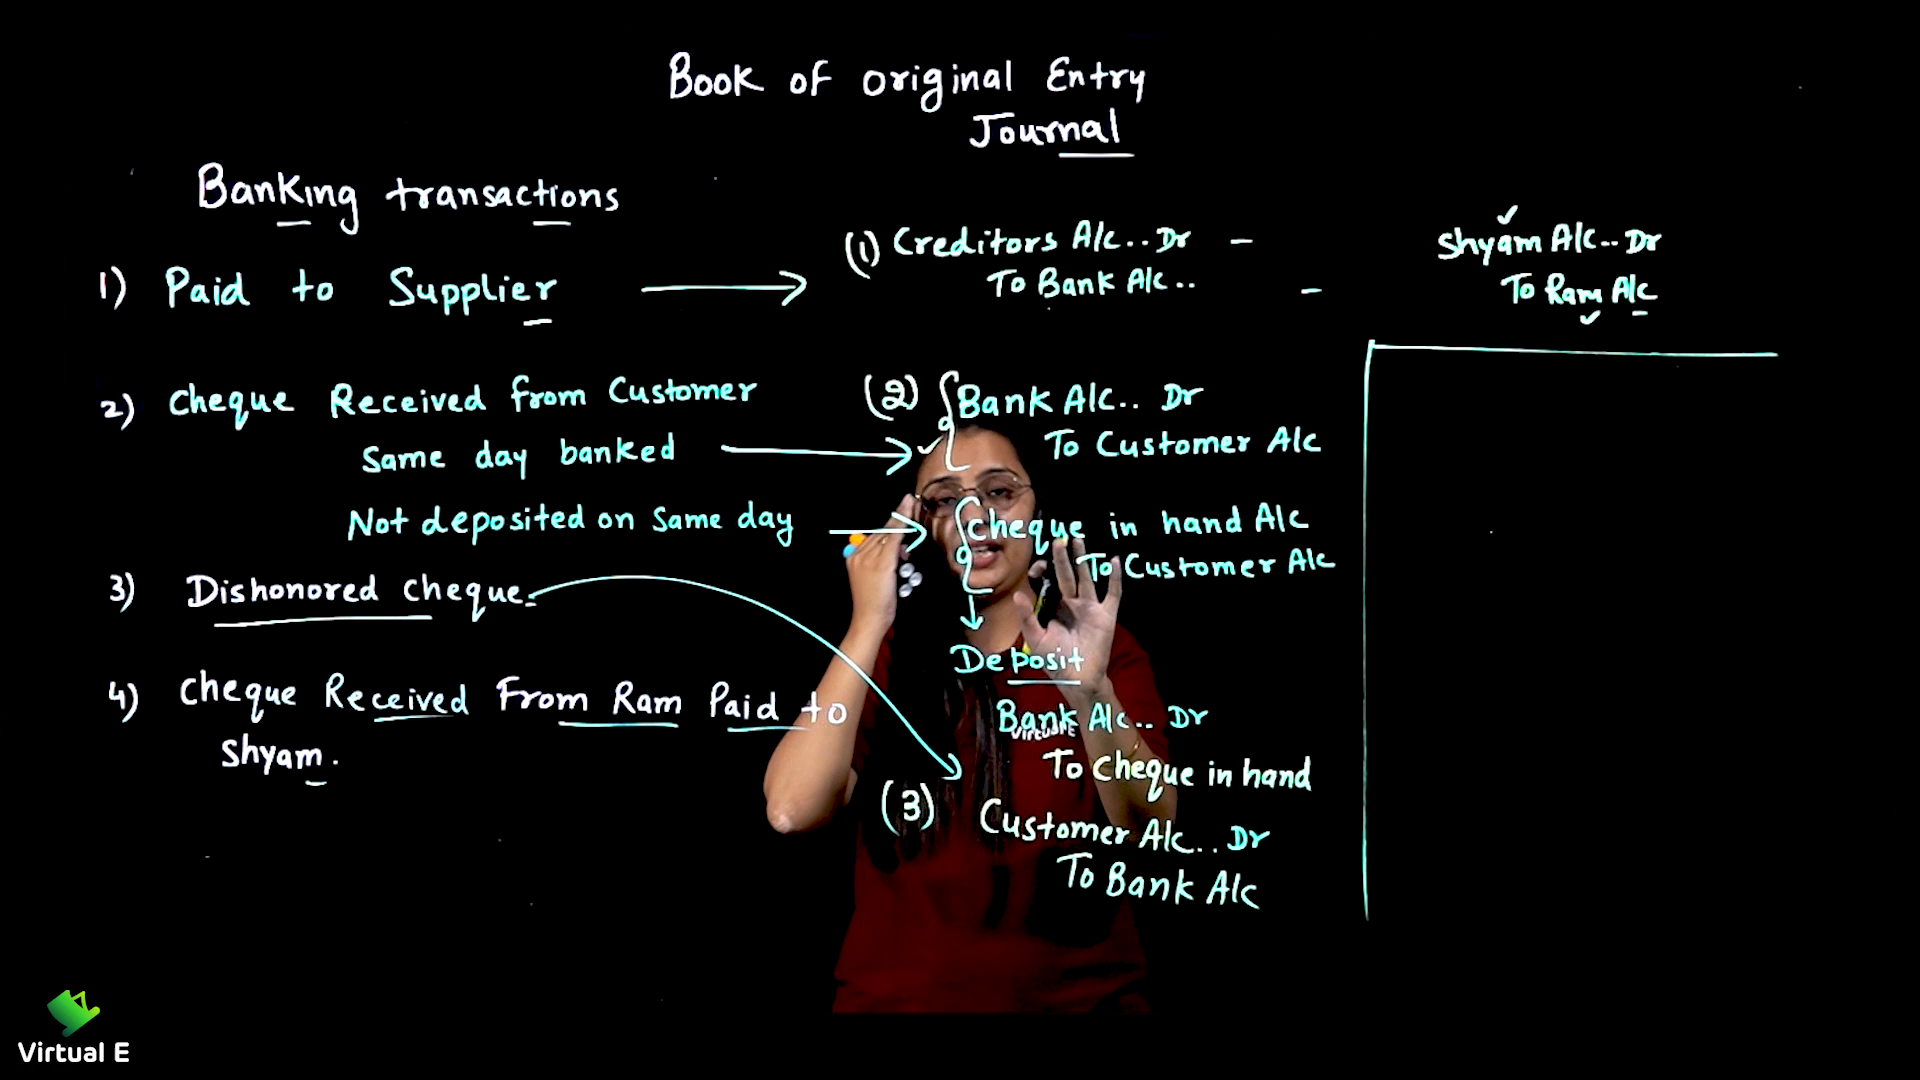 Book of original Entry
Journal
Banking transactions
1) Paid to Supplier
(1) Creditors A/c.. Dr -
To Bank A/c.. -
Shyam A/c.. Dr
To Ram A/c
2) Cheque Received from Customer
Same day banked
Not deposited on Same day
(2) Bank A/c.. Dr
To Customer A/c
Cheque in hand A/c
To Customer A/c
Deposit
Bank A/c.. Dr
To Cheque in hand
3) Dishonored Cheque
(3) Customer A/c.. Dr
To Bank A/c
4) Cheque Received From Ram Paid to
Shyam.
Virtual E
Virtual E